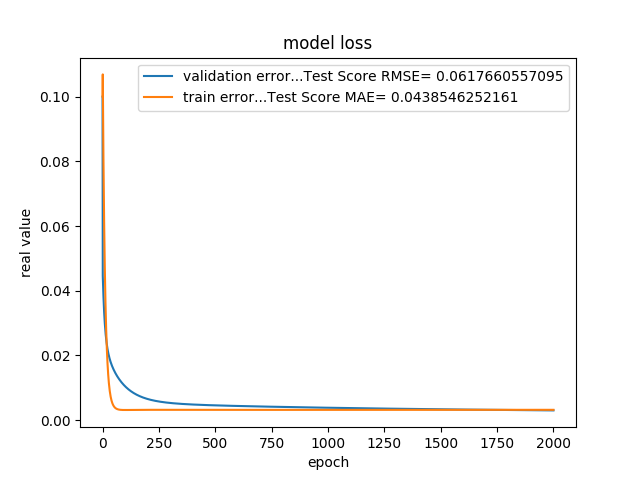 model loss
validation error...Test Score RMSE= 0.0617660557095
train error...Test Score MAE= 0.0438546252161
real value
0.10
0.08
0.06
0.04
0.02
0.00
0 250 500 750 1000 1250 1500 1750 2000
epoch